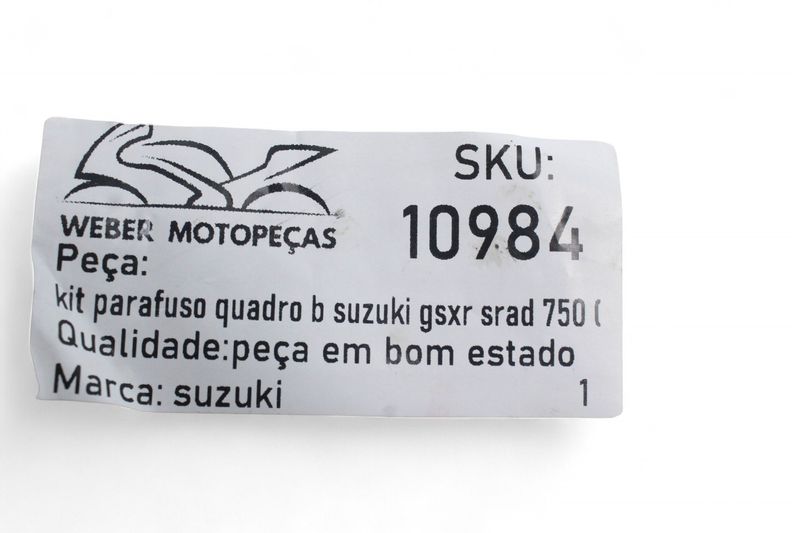 SKU:
10984
WEBER MOTOPEÇAS
Peça:
kit parafuso quadro b suzuki gsxr srad 750 (
Qualidade:peça em bom estado
Marca: suzuki 1